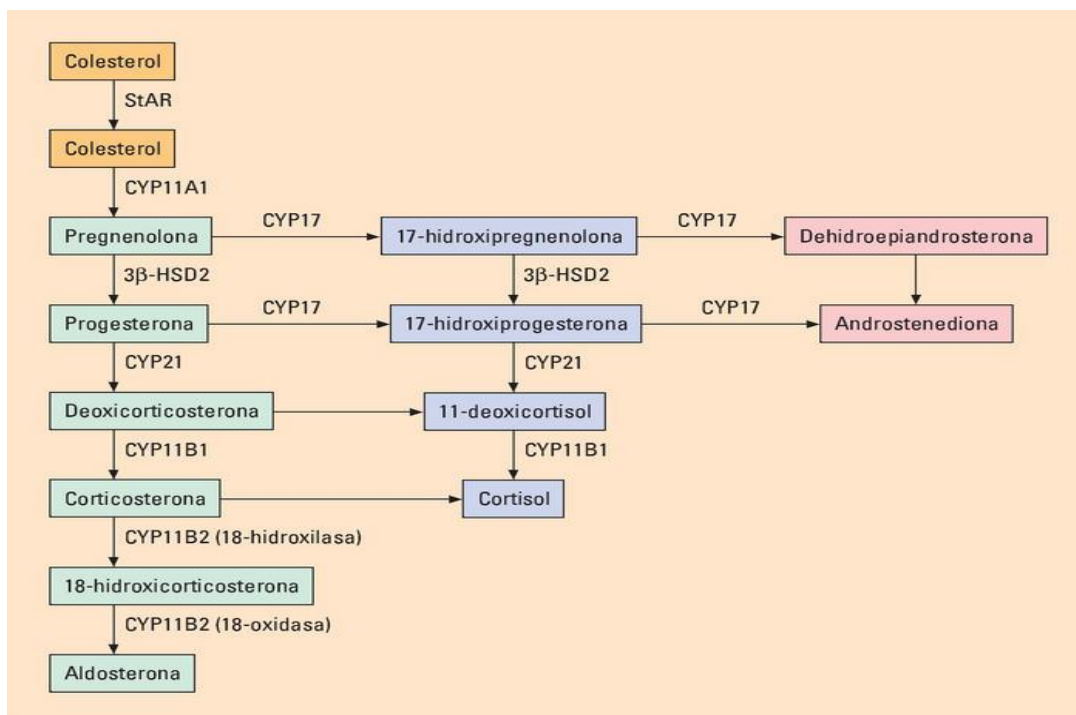 Colesterol
StAR
Colesterol
CYP11A1
Pregnenolona
CYP17
17-hidroxipregnenolona
CYP17
Dehidroepiandrosterona
3β-HSD2
3β-HSD2
Progesterona
CYP17
17-hidroxiprogesterona
CYP17
Androstenediona
CYP21
CYP21
Deoxicorticosterona
11-deoxicortisol
CYP11B1
CYP11B1
Corticosterona
Cortisol
CYP11B2 (18-hidroxilasa)
18-hidroxicorticosterona
CYP11B2 (18-oxidasa)
Aldosterona